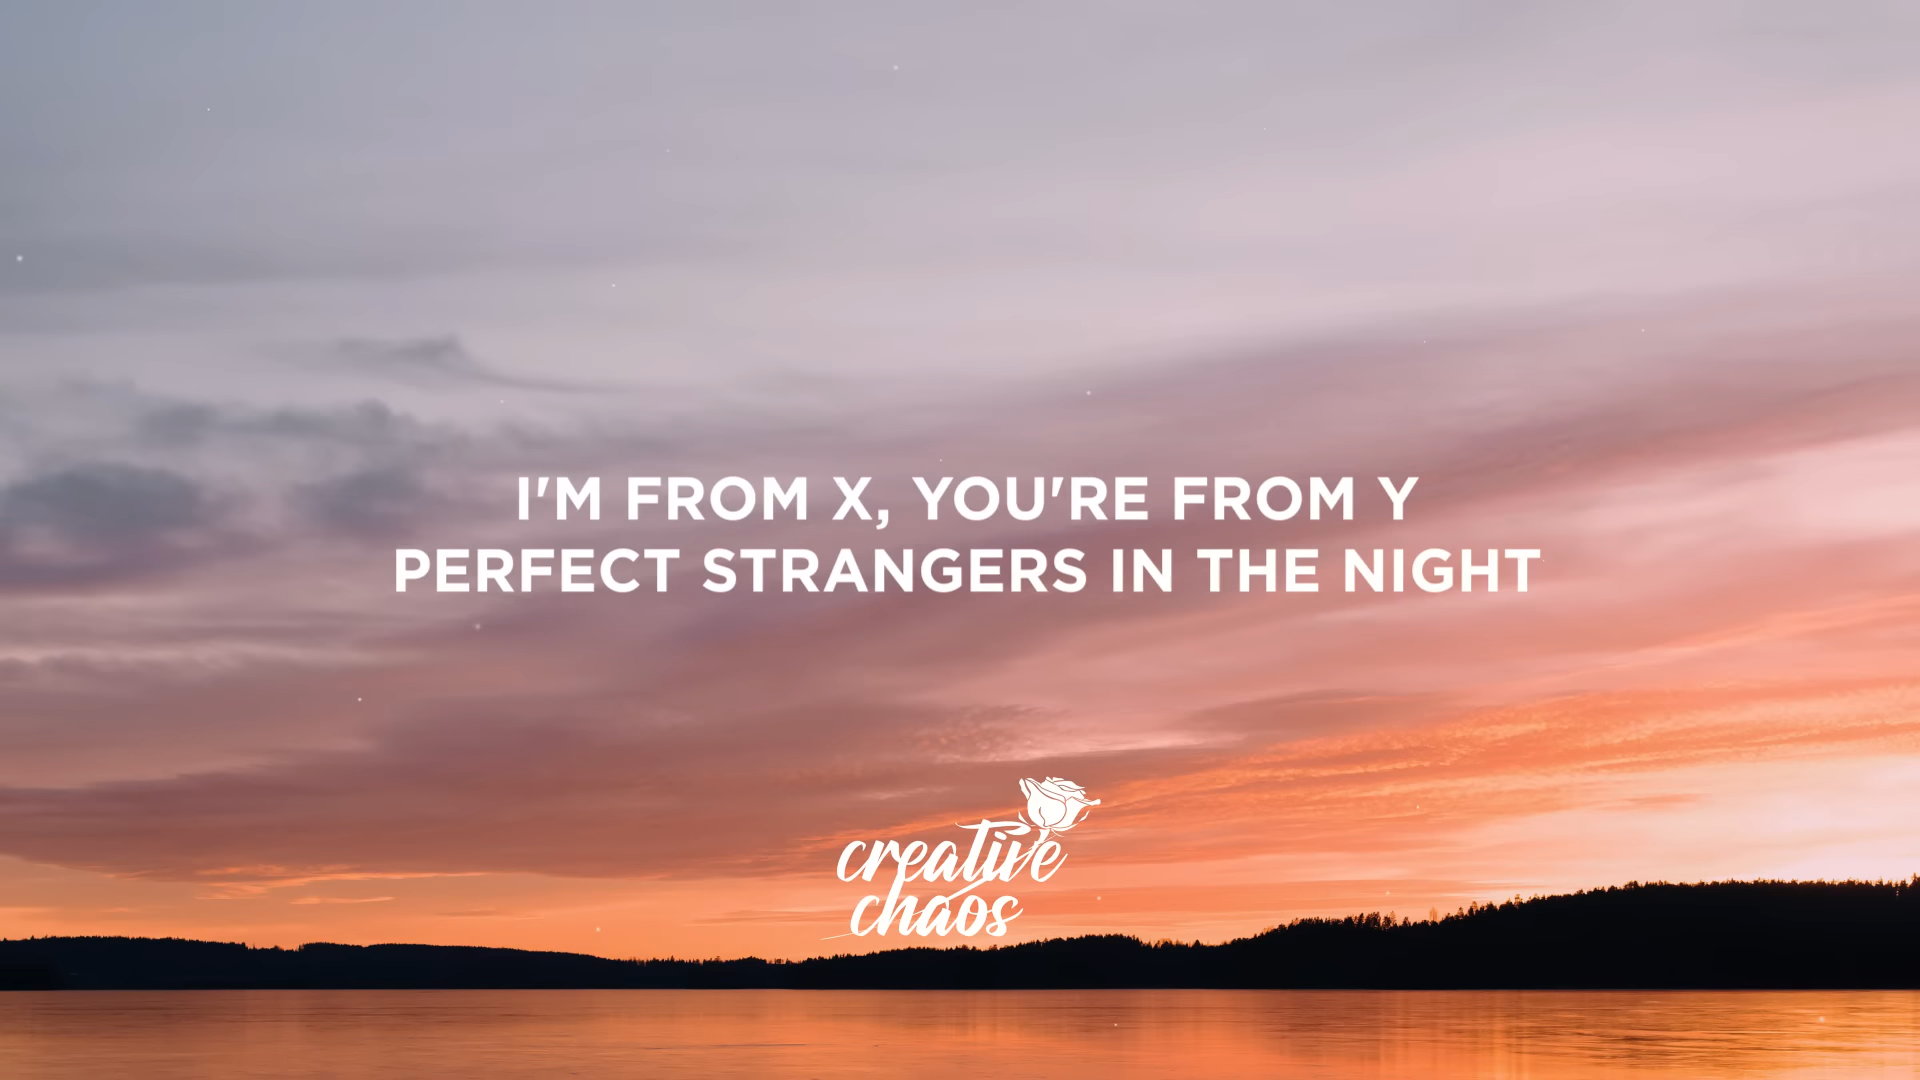 I'M FROM X, YOU'RE FROM Y
PERFECT STRANGERS IN THE NIGHT
creative
chaos